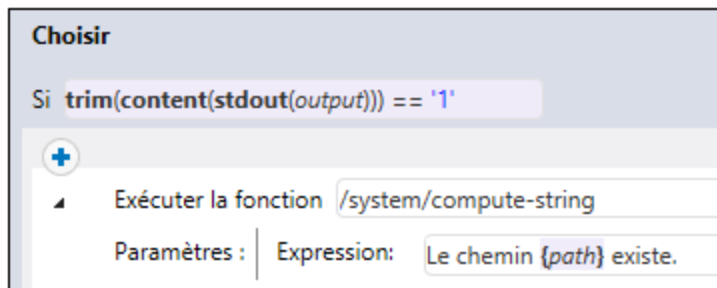 Choisir
Si trim(content(stdout(output))) == '1'
Exécuter la fonction /system/compute-string
Paramètres : Expression: Le chemin {path} existe.